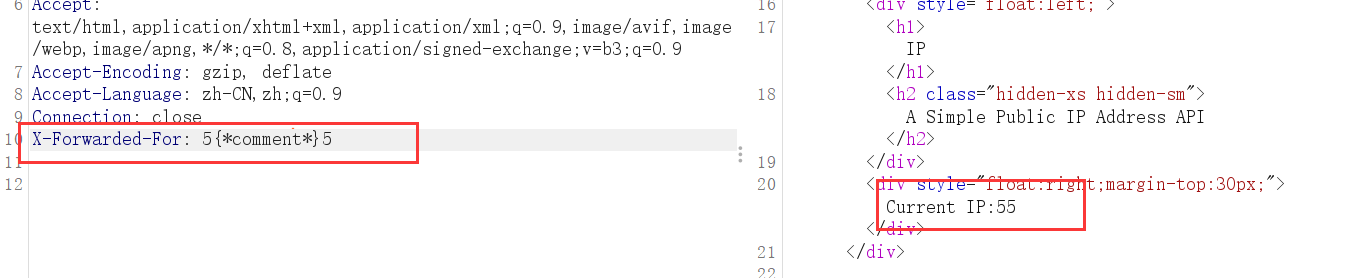 6 Accept:
text/html,application/xhtml+xml,application/xml;q=0.9,image/avif,image
/webp,image/apng,*/*;q=0.8,application/signed-exchange;v=b3;q=0.9
7 Accept-Encoding: gzip, deflate
8 Accept-Language: zh-CN,zh;q=0.9
9 Connection: close
10 X-Forwarded-For: 5{*comment*}5
11
12
16 <div style="float:left;">
17 <h1>
IP
</h1>
18 <h2 class="hidden-xs hidden-sm">
A Simple Public IP Address API
</h2>
19 </div>
20 <div style="float:right;margin-top:30px;">
Current IP:55
</div>
21 </div>
22